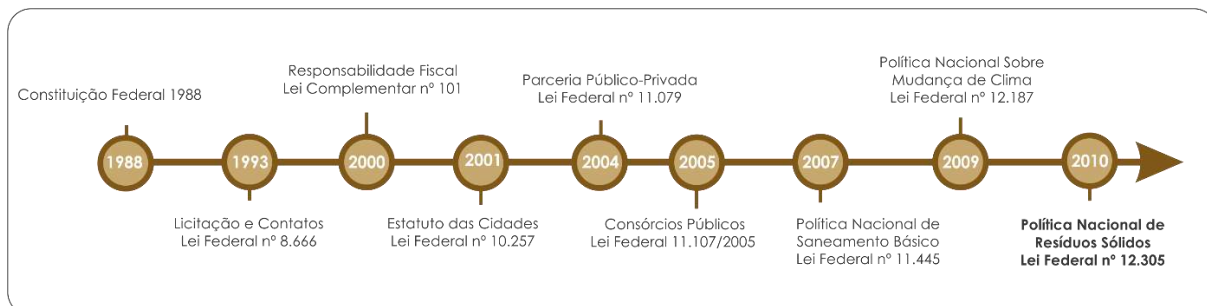 Constituição Federal 1988
Responsabilidade Fiscal
Lei Complementar nº 101
Parceria Público-Privada
Lei Federal nº 11.079
Política Nacional Sobre
Mudança de Clima
Lei Federal nº 12.187
1988
1993
2000
2001
2004
2005
2007
2009
2010
Licitação e Contatos
Lei Federal nº 8.666
Estatuto das Cidades
Lei Federal nº 10.257
Consórcios Públicos
Lei Federal 11.107/2005
Política Nacional de
Saneamento Básico
Lei Federal nº 11.445
Política Nacional de
Resíduos Sólidos
Lei Federal nº 12.305